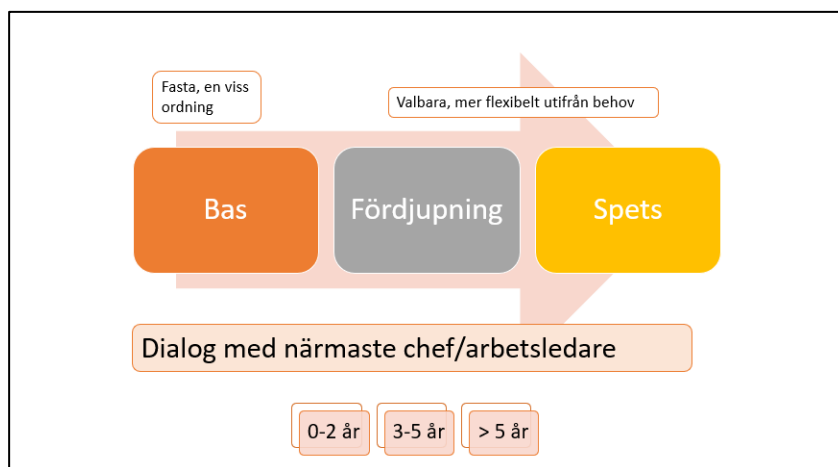 Fasta, en viss
ordning
Valbara, mer flexibelt utifrån behov
Bas
Fördjupning
Spets
Dialog med närmaste chef/arbetsledare
0-2 år
3-5 år
> 5 år